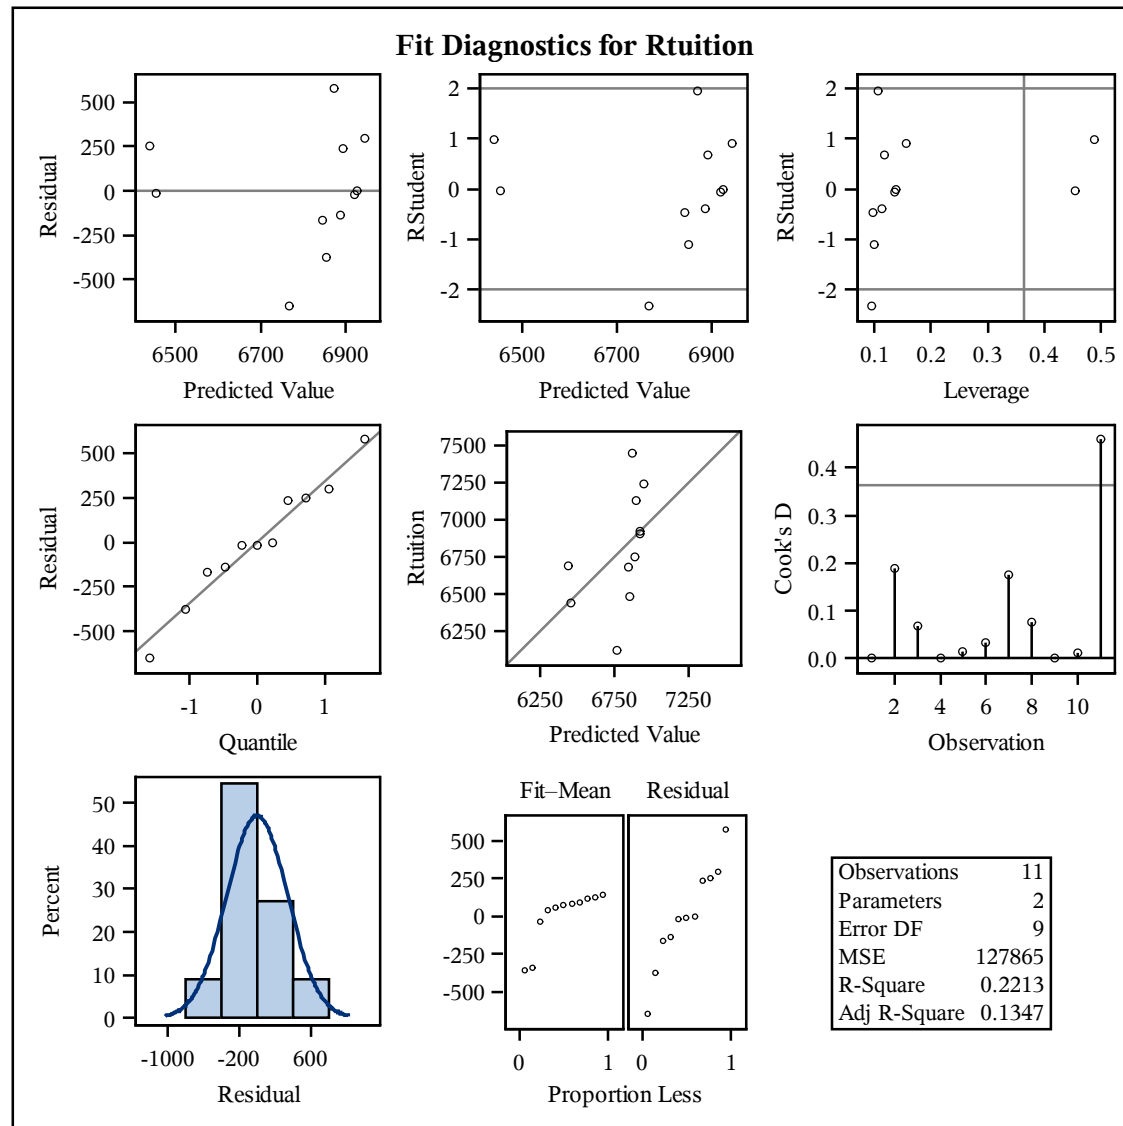 Fit Diagnostics for Rtuition
500
250
0
-250
-500
Residual
6500 6700 6900
Predicted Value
2
1
0
-1
-2
RStudent
6500 6700 6900
Predicted Value
2
1
0
-1
-2
RStudent
0.1 0.2 0.3 0.4 0.5
Leverage
500
250
0
-250
-500
Residual
-1 0 1
Quantile
7500
7250
7000
6750
6500
6250
Rtuition
6250 6750 7250
Predicted Value
0.4
0.3
0.2
0.1
0.0
Cook's D
2 4 6 8 10
Observation
50
40
30
20
10
0
Percent
-1000 -200 600
Residual
Fit–Mean Residual
500
250
0
-250
-500
0 1 0 1
Proportion Less
Observations 11
Parameters 2
Error DF 9
MSE 127865
R-Square 0.2213
Adj R-Square 0.1347